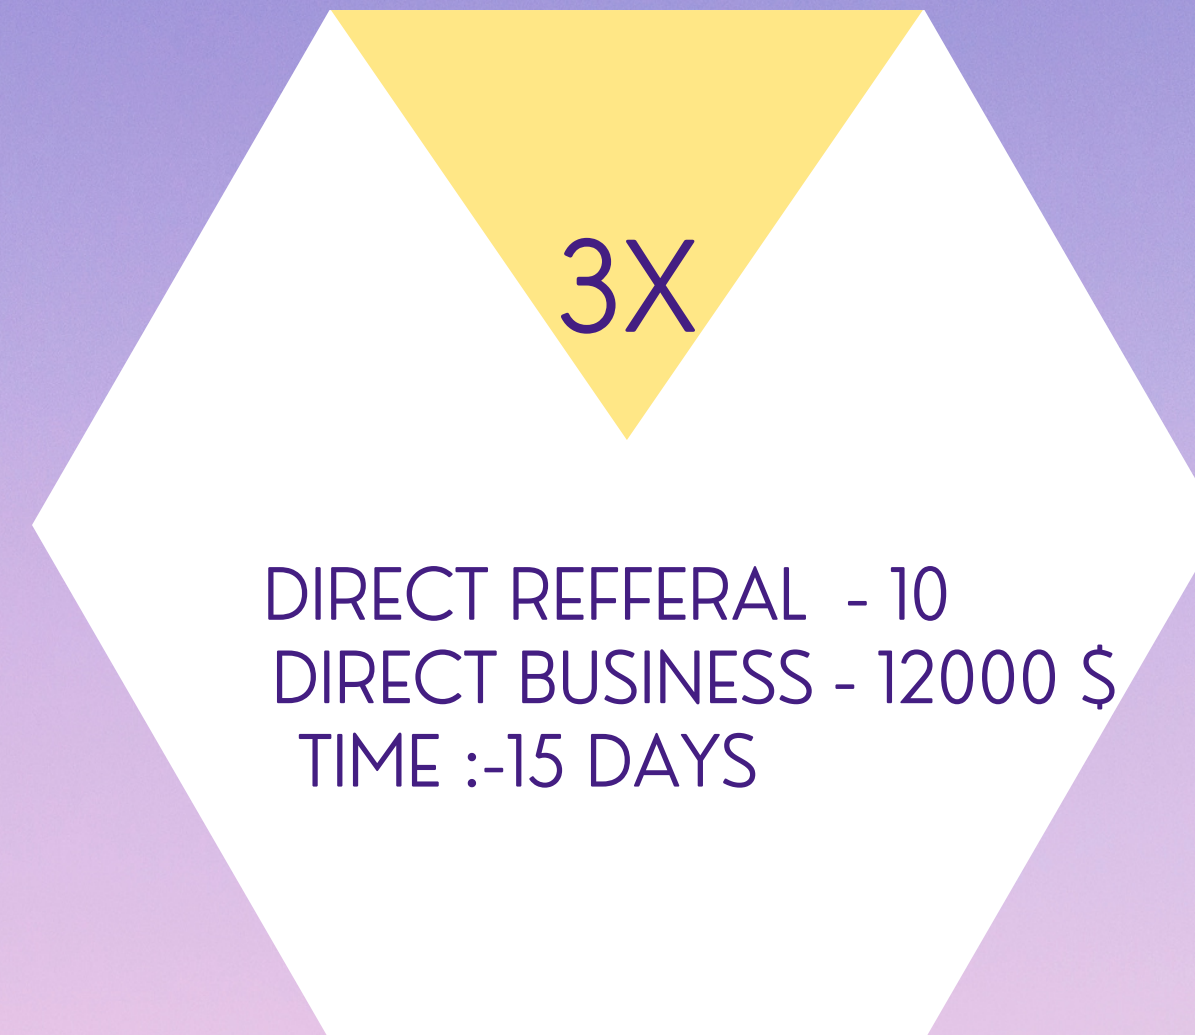 3X
DIRECT REFFERAL - 10
DIRECT BUSINESS - 12000 $
TIME :-15 DAYS